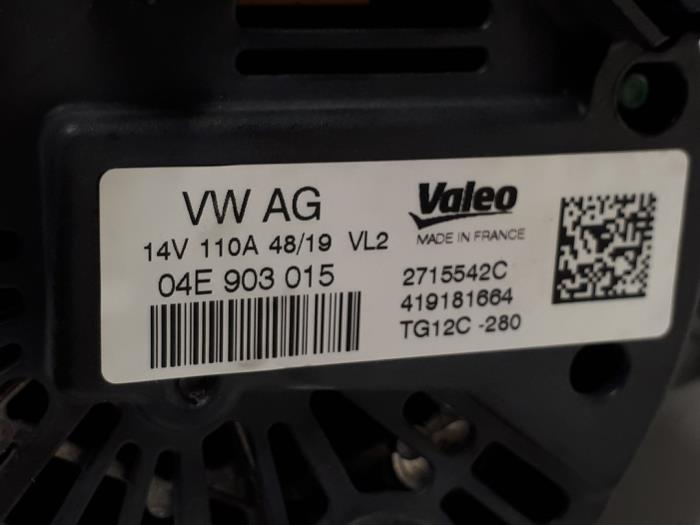 VW AG
14V 110A 48/19 VL2
04E 903 015
Valeo
MADE IN FRANCE
2715542C
419181664
TG12C -280